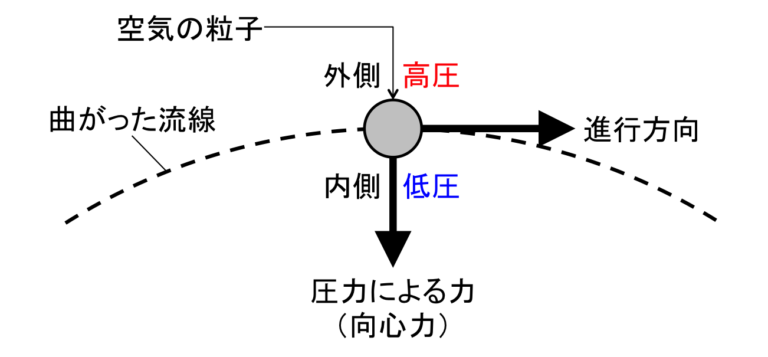 空気の粒子
外側 高圧
曲がった流線
進行方向
内側 低圧
圧力による力
（向心力）